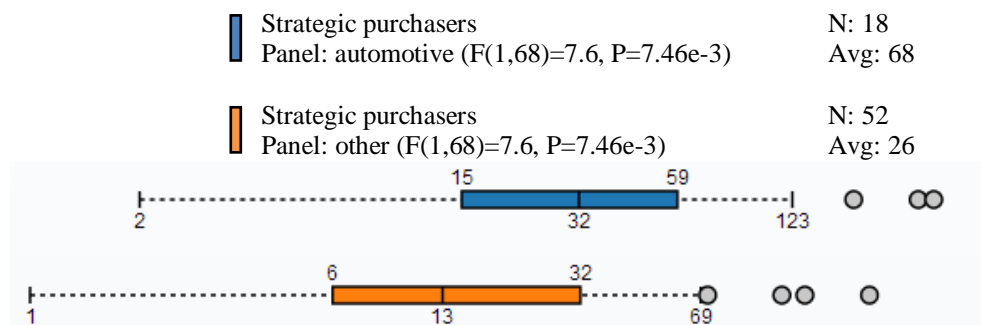 Strategic purchasers N: 18
Panel: automotive (F(1,68)=7.6, P=7.46e-3) Avg: 68
Strategic purchasers N: 52
Panel: other (F(1,68)=7.6, P=7.46e-3) Avg: 26
15 59
2 32 123
6 32
1 13 69